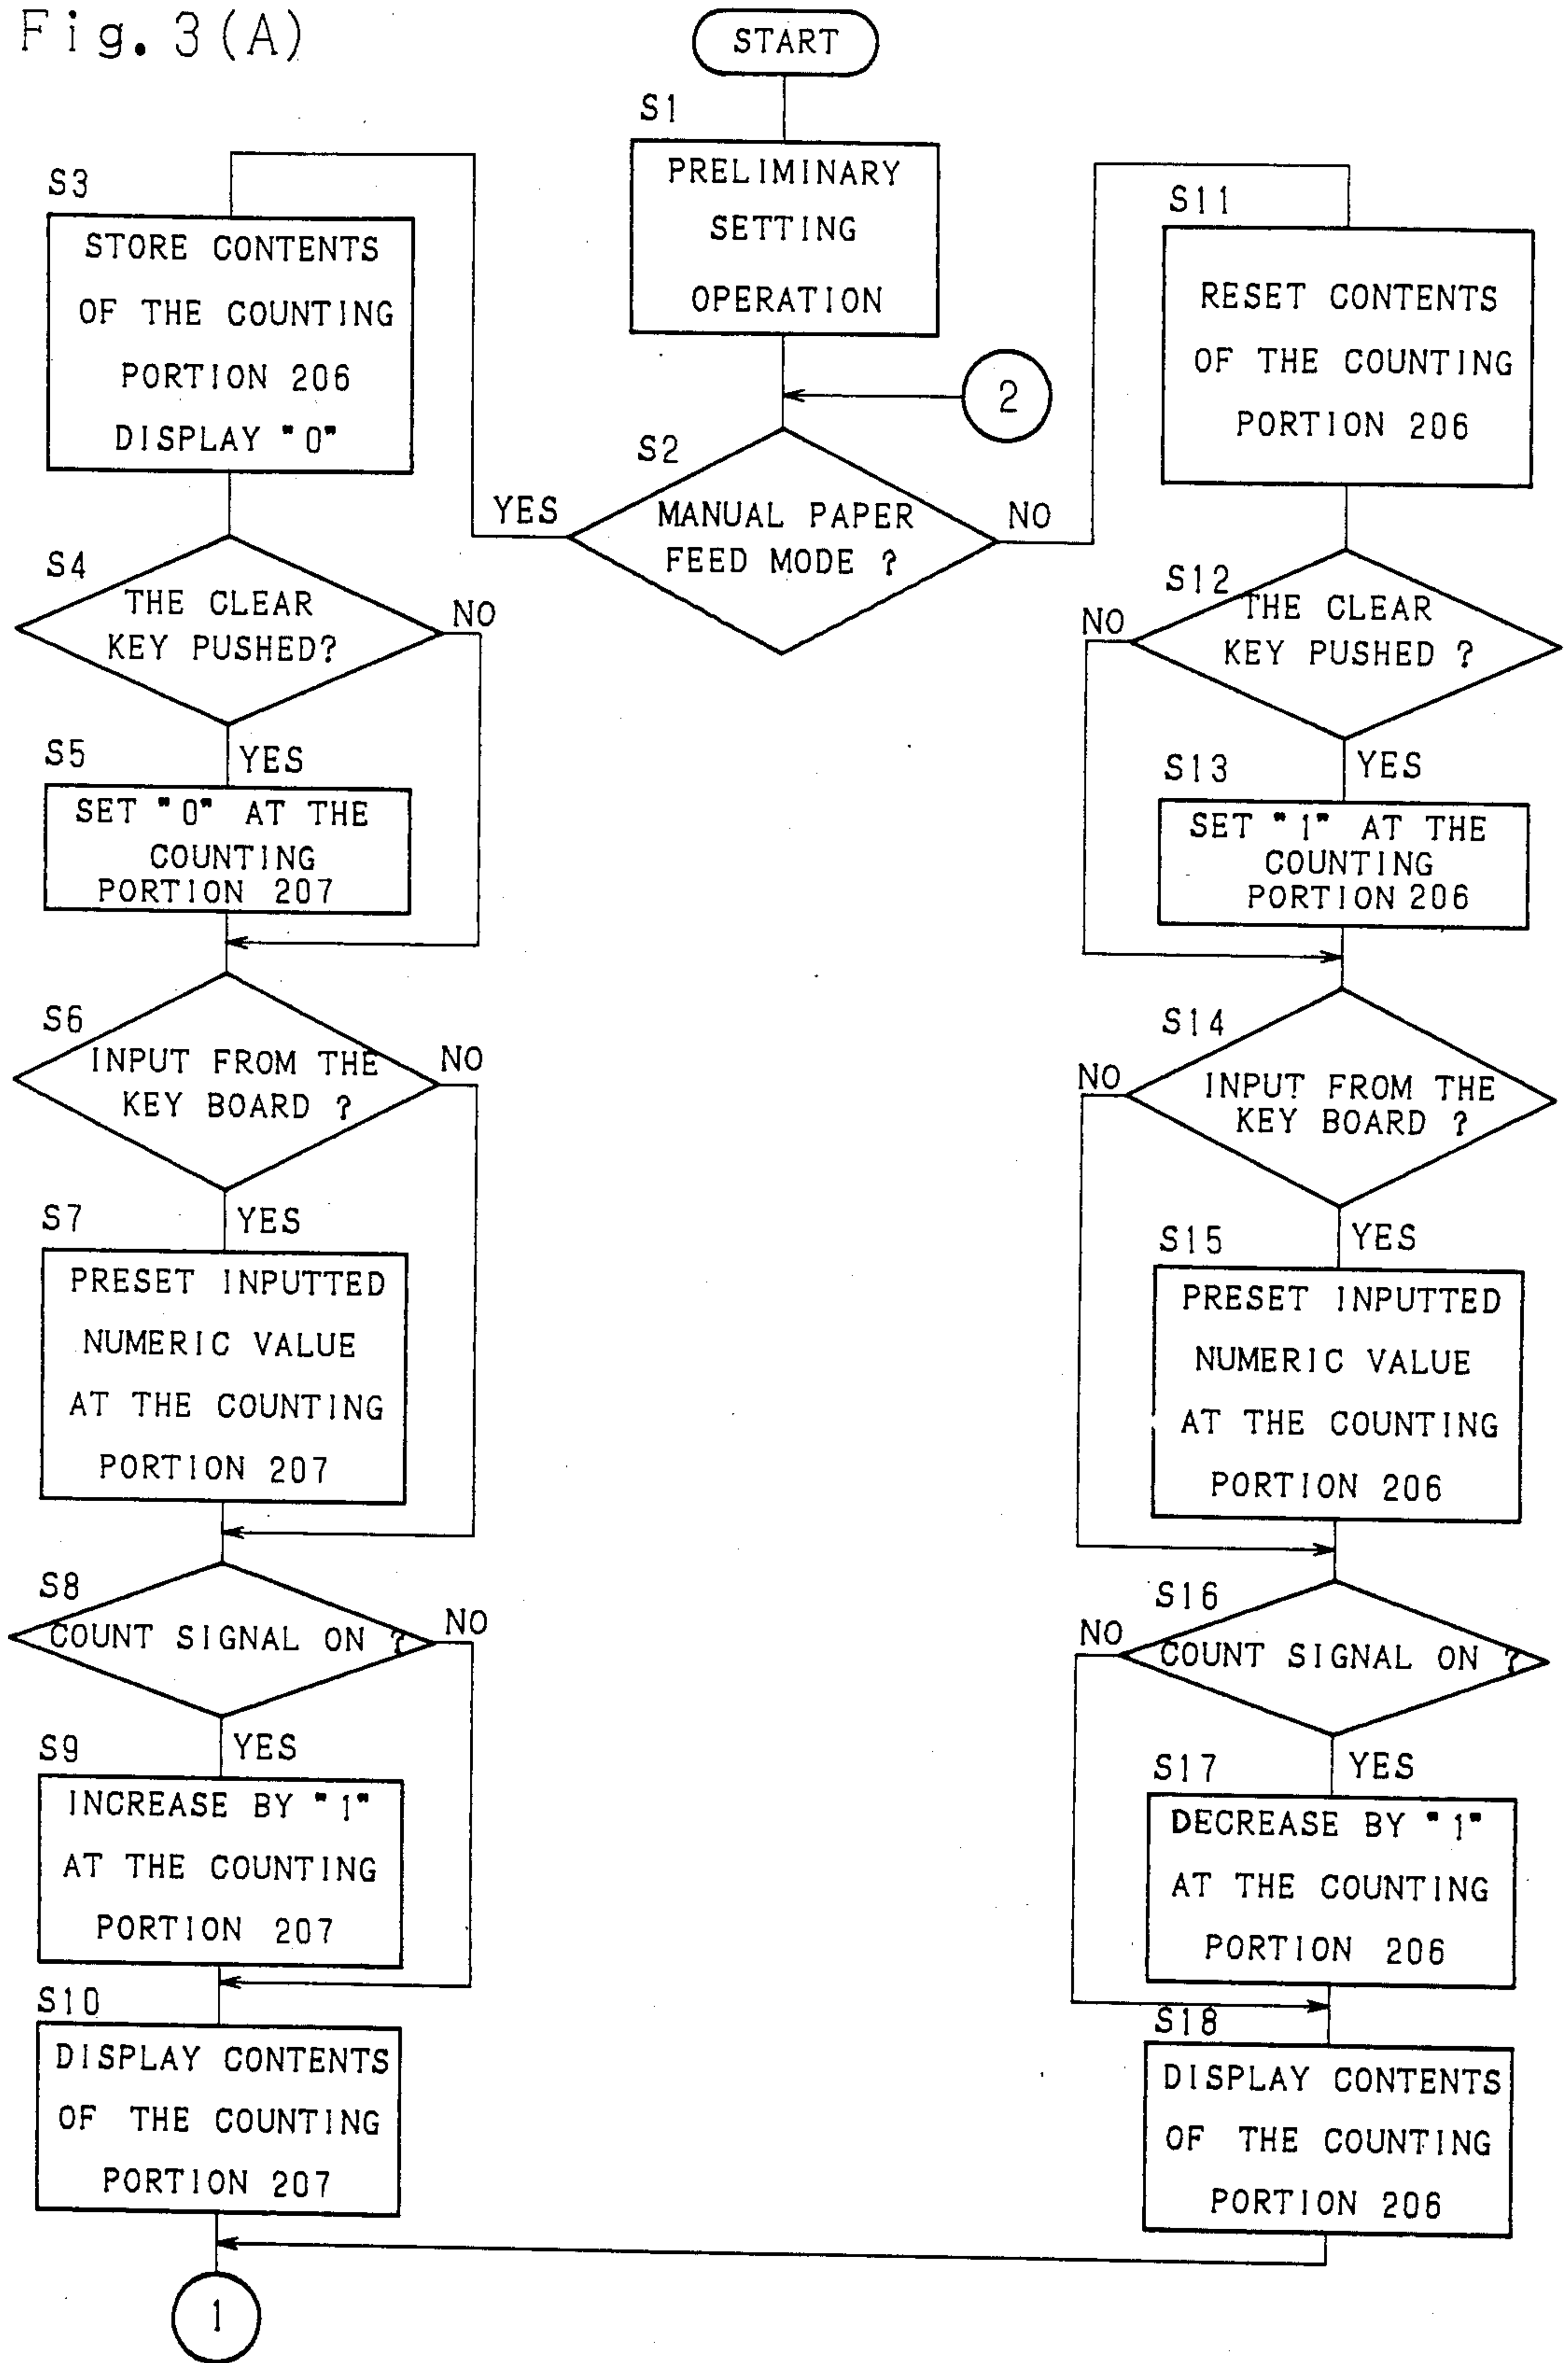 Fig. 3 (A)
START
S1
PRELIMINARY
SETTING
OPERATION
2
S2
MANUAL PAPER
FEED MODE ?
YES
NO
S3
STORE CONTENTS
OF THE COUNTING
PORTION 206
DISPLAY "0"
S4
THE CLEAR
KEY PUSHED?
NO
YES
S5
SET "0" AT THE
COUNTING
PORTION 207
S6
INPUT FROM THE
KEY BOARD ?
NO
YES
S7
PRESET INPUTTED
NUMERIC VALUE
AT THE COUNTING
PORTION 207
S8
COUNT SIGNAL ON ?
NO
YES
S9
INCREASE BY "1"
AT THE COUNTING
PORTION 207
S10
DISPLAY CONTENTS
OF THE COUNTING
PORTION 207
1
S11
RESET CONTENTS
OF THE COUNTING
PORTION 206
S12
THE CLEAR
KEY PUSHED ?
NO
YES
S13
SET "1" AT THE
COUNTING
PORTION 206
S14
INPUT FROM THE
KEY BOARD ?
NO
YES
S15
PRESET INPUTTED
NUMERIC VALUE
AT THE COUNTING
PORTION 206
S16
COUNT SIGNAL ON ?
NO
YES
S17
DECREASE BY "1"
AT THE COUNTING
PORTION 206
S18
DISPLAY CONTENTS
OF THE COUNTING
PORTION 206